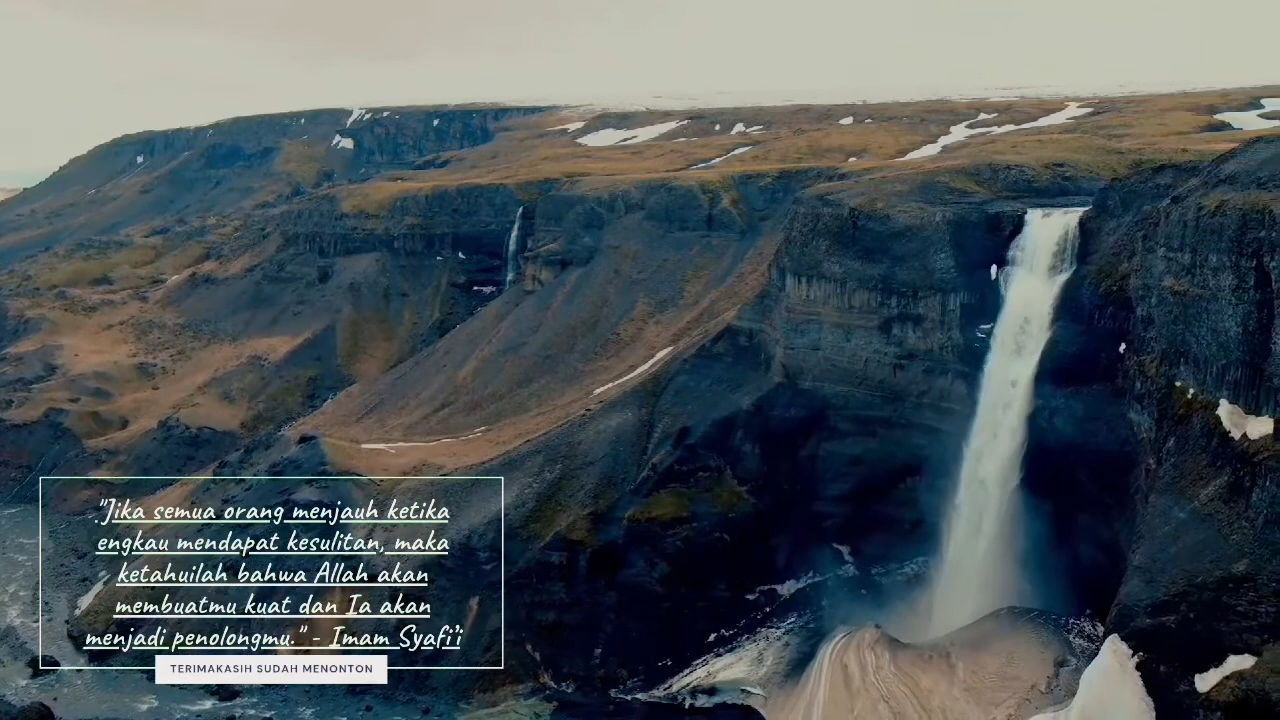 "Jika semua orang menjauh ketika
engkau mendapat kesulitan, maka
ketahuilah bahwa Allah akan
membuatmu kuat dan Ia akan
menjadi penolongmu." - Imam Syafi'i
TERIMAKASIH SUDAH MENONTON